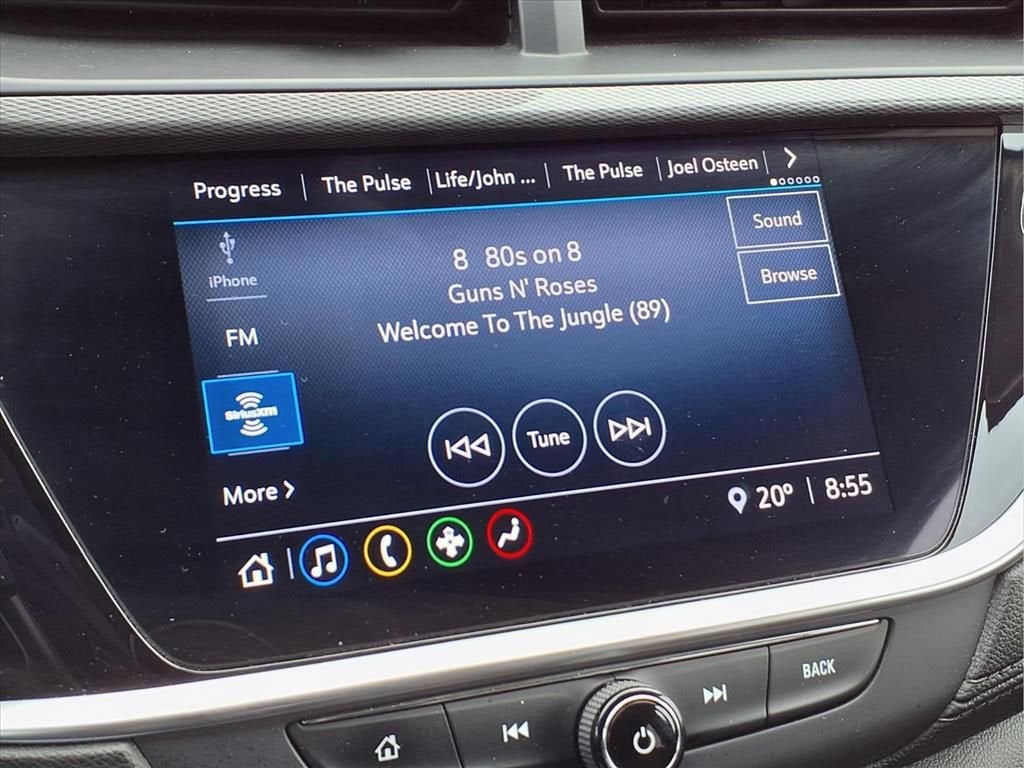 Progress The Pulse Life/John ... The Pulse Joel Osteen
iPhone
FM
SiriusXM
More
8 80s on 8
Guns N' Roses
Welcome To The Jungle (89)
Sound
Browse
Tune
20° 8:55
BACK